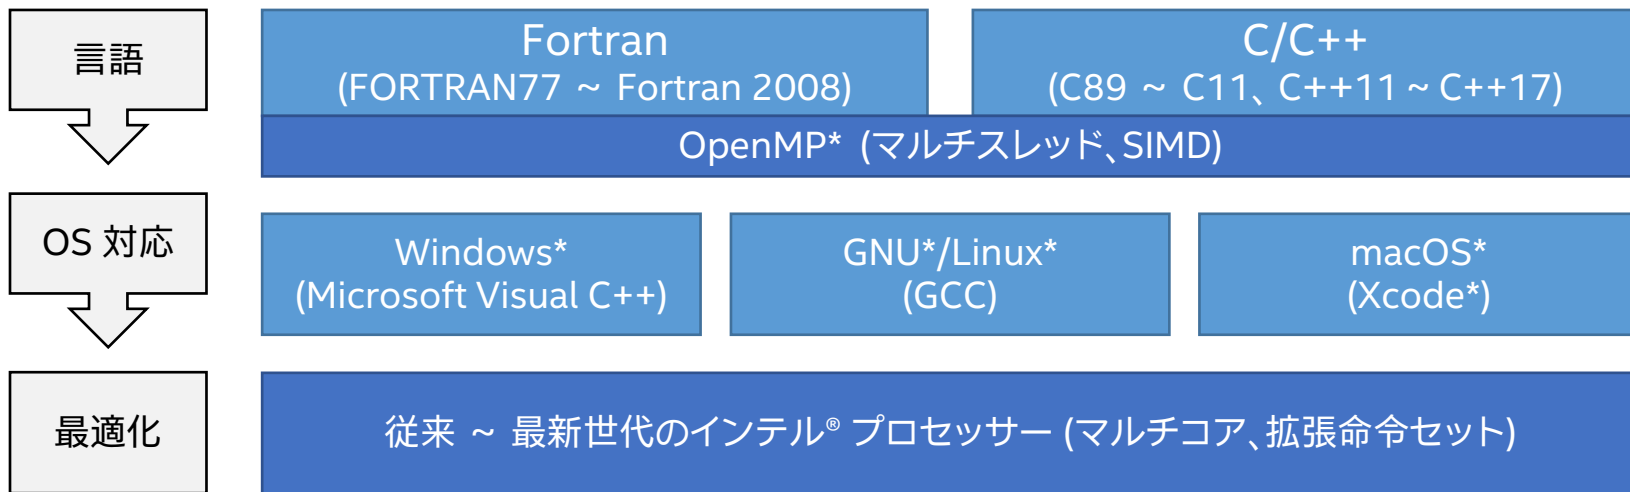 言語
Fortran
(FORTRAN77 ~ Fortran 2008)
C/C++
(C89 ~ C11、C++11 ~ C++17)
OpenMP* (マルチスレッド、SIMD)
OS 対応
Windows*
(Microsoft Visual C++)
GNU*/Linux*
(GCC)
macOS*
(Xcode*)
最適化
従来 ~ 最新世代のインテル® プロセッサー (マルチコア、拡張命令セット)